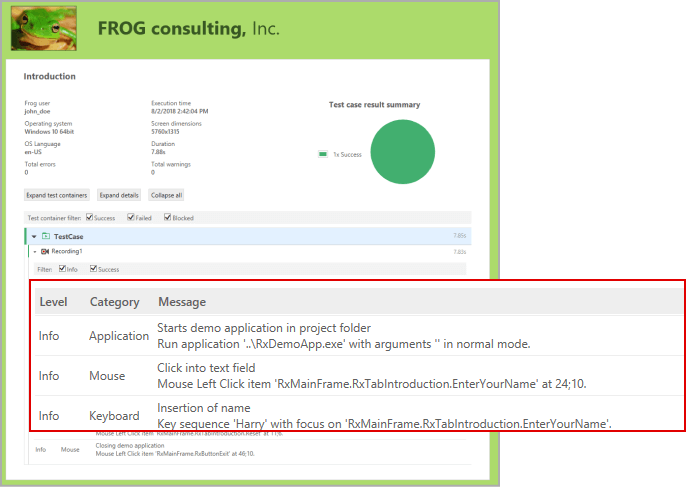 FROG consulting, Inc.
Introduction
Frog user
john_doe
Execution time
8/2/2018 2:42:04 PM
Operating system
Windows 10 64bit
Screen dimensions
5760x1315
OS Language
en-US
Duration
7.88s
Total errors
0
Total warnings
0
Test case result summary
1x Success
Expand test containers
Expand details
Collapse all
Test container filter: Success Failed Blocked
TestCase 7.85s
Recording1 7.83s
Filter: Info Success
Level Category Message
Info Application Starts demo application in project folder
Run application '..\RxDemoApp.exe' with arguments '' in normal mode.
Info Mouse Click into text field
Mouse Left Click item 'RxMainFrame.RxTabIntroduction.EnterYourName' at 24;10.
Info Keyboard Insertion of name
Key sequence 'Harry' with focus on 'RxMainFrame.RxTabIntroduction.EnterYourName'.
Mouse Left Click item 'RxMainFrame.RxTabIntroduction.Reset' at
Info Mouse Closing demo application
Mouse Left Click item 'RxMainFrame.RxButtonExit' at 46;10.